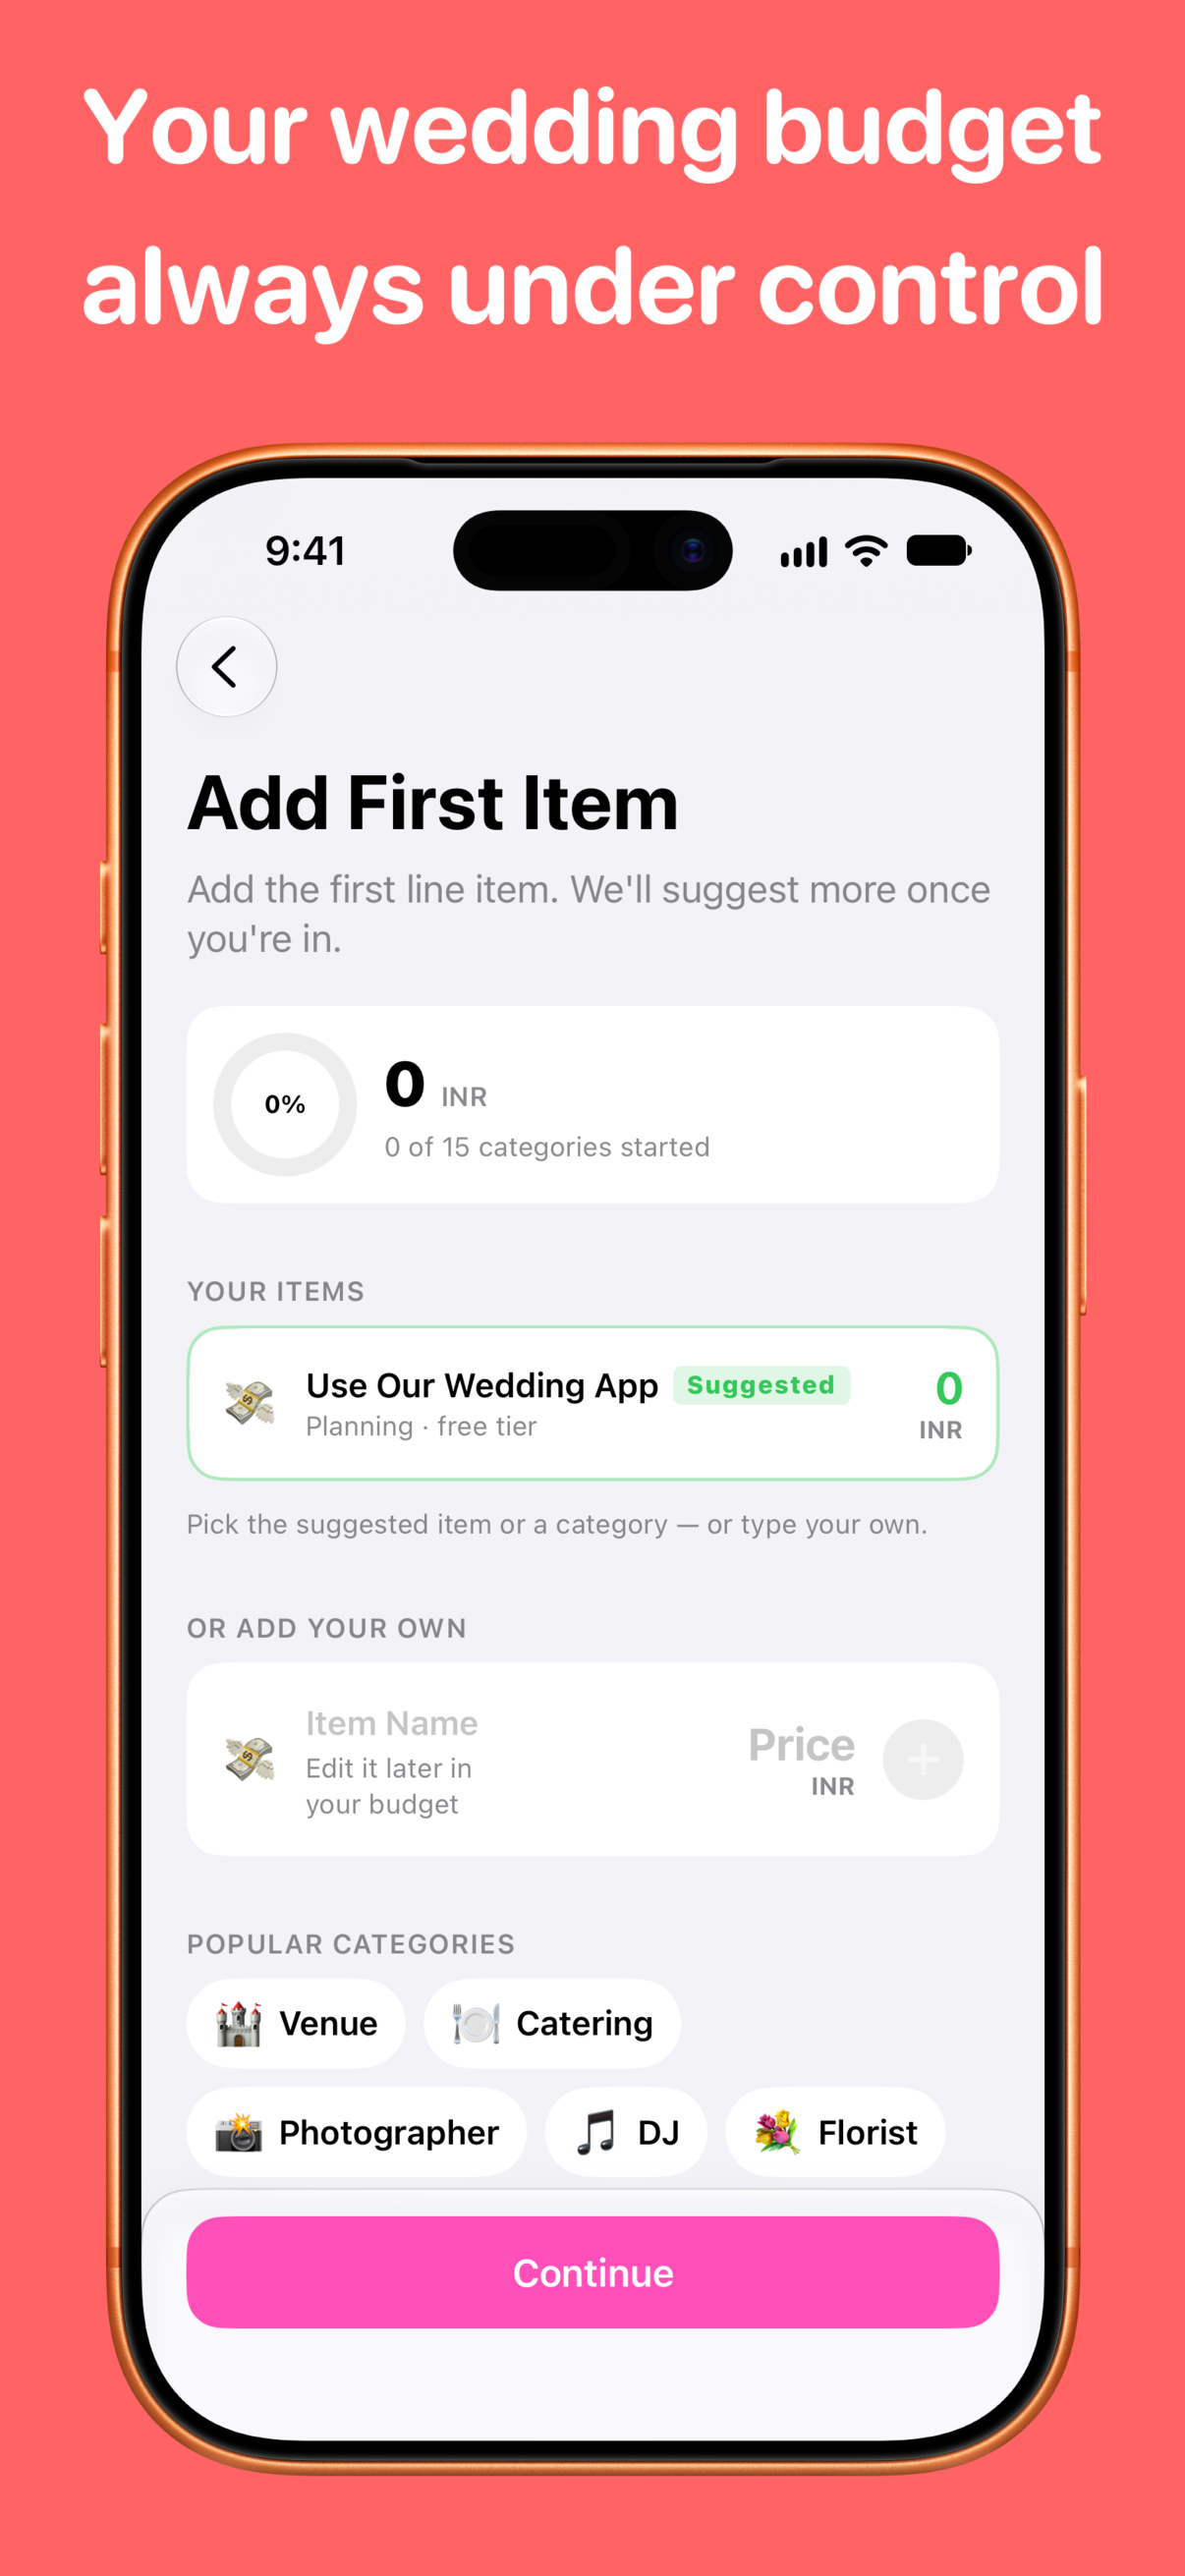 Your wedding budget
always under control
9:41
Add First Item
Add the first line item. We'll suggest more once
you're in.
0%
0 INR
0 of 15 categories started
YOUR ITEMS
Use Our Wedding App Suggested
Planning · free tier
0
INR
Pick the suggested item or a category — or type your own.
OR ADD YOUR OWN
Item Name
Edit it later in
your budget
Price
INR
POPULAR CATEGORIES
Venue Catering
Photographer DJ Florist
Continue